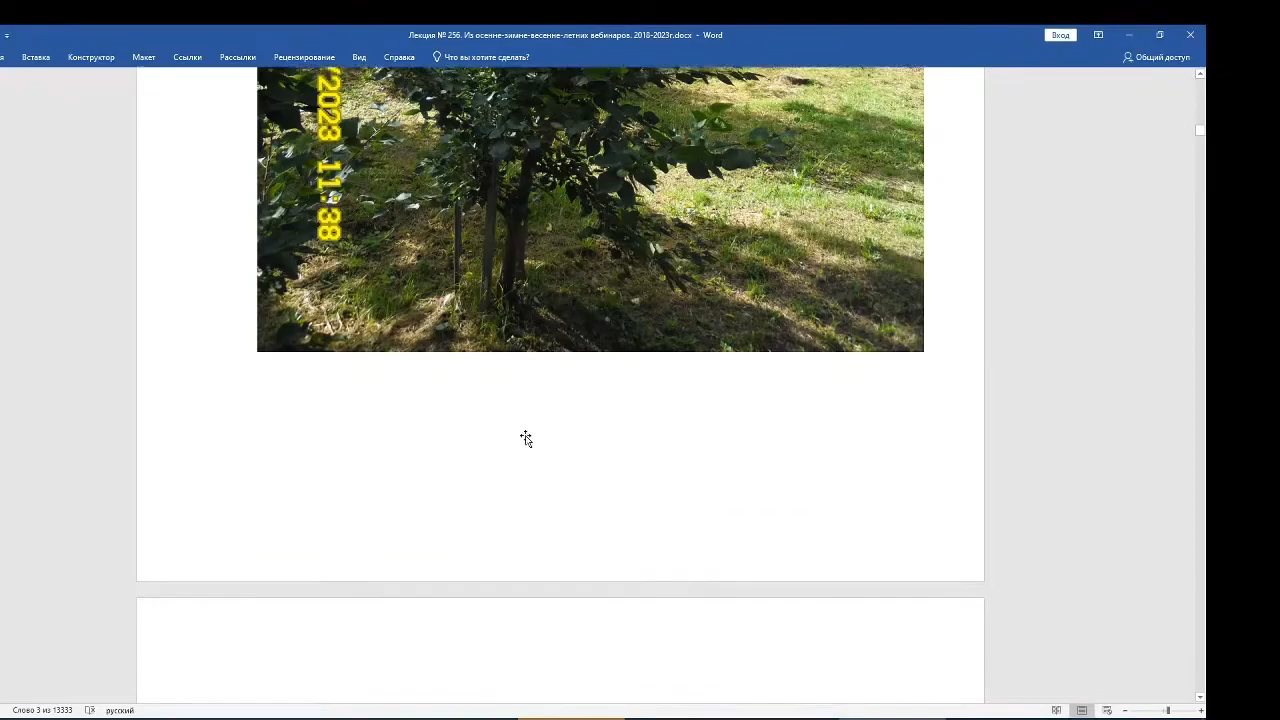 Лекция № 256. Из осенне-зимне-весенне-летних вебинаров. 2018-2023г.docx - Word
Вход
Вставка
Конструктор
Макет
Ссылки
Рассылки
Рецензирование
Вид
Справка
Что вы хотите сделать?
Общий доступ
/2023 11:38
Слово 3 из 13333
русский